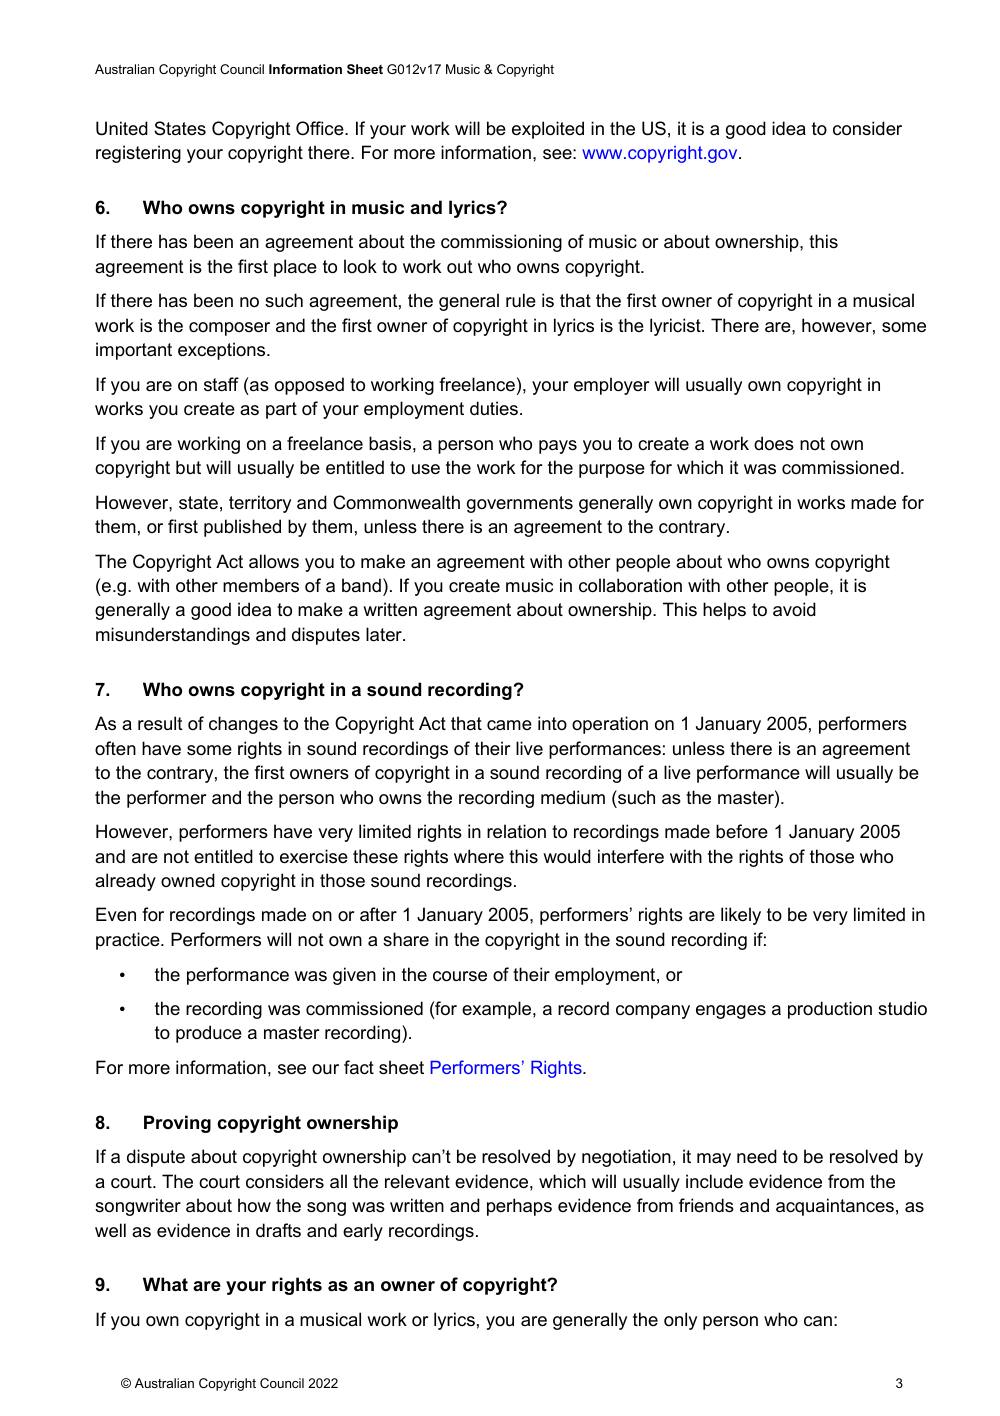 Australian Copyright Council Information Sheet G012v17 Music & Copyright
United States Copyright Office. If your work will be exploited in the US, it is a good idea to consider
registering your copyright there. For more information, see: www.copyright.gov.
6. Who owns copyright in music and lyrics?
If there has been an agreement about the commissioning of music or about ownership, this
agreement is the first place to look to work out who owns copyright.
If there has been no such agreement, the general rule is that the first owner of copyright in a musical
work is the composer and the first owner of copyright in lyrics is the lyricist. There are, however, some
important exceptions.
If you are on staff (as opposed to working freelance), your employer will usually own copyright in
works you create as part of your employment duties.
If you are working on a freelance basis, a person who pays you to create a work does not own
copyright but will usually be entitled to use the work for the purpose for which it was commissioned.
However, state, territory and Commonwealth governments generally own copyright in works made for
them, or first published by them, unless there is an agreement to the contrary.
The Copyright Act allows you to make an agreement with other people about who owns copyright
(e.g. with other members of a band). If you create music in collaboration with other people, it is
generally a good idea to make a written agreement about ownership. This helps to avoid
misunderstandings and disputes later.
7. Who owns copyright in a sound recording?
As a result of changes to the Copyright Act that came into operation on 1 January 2005, performers
often have some rights in sound recordings of their live performances: unless there is an agreement
to the contrary, the first owners of copyright in a sound recording of a live performance will usually be
the performer and the person who owns the recording medium (such as the master).
However, performers have very limited rights in relation to recordings made before 1 January 2005
and are not entitled to exercise these rights where this would interfere with the rights of those who
already owned copyright in those sound recordings.
Even for recordings made on or after 1 January 2005, performers’ rights are likely to be very limited in
practice. Performers will not own a share in the copyright in the sound recording if:
• the performance was given in the course of their employment, or
• the recording was commissioned (for example, a record company engages a production studio
to produce a master recording).
For more information, see our fact sheet Performers’ Rights.
8. Proving copyright ownership
If a dispute about copyright ownership can’t be resolved by negotiation, it may need to be resolved by
a court. The court considers all the relevant evidence, which will usually include evidence from the
songwriter about how the song was written and perhaps evidence from friends and acquaintances, as
well as evidence in drafts and early recordings.
9. What are your rights as an owner of copyright?
If you own copyright in a musical work or lyrics, you are generally the only person who can:
© Australian Copyright Council 2022 3